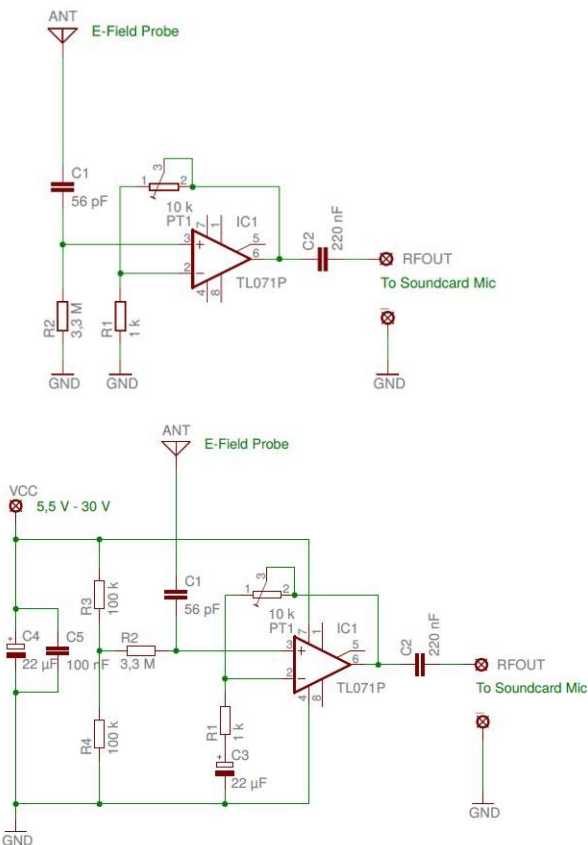 ANT
E-Field Probe
C1
56 pF
3
1
2
10 k
PT1
7
1
IC1
3
+
5
6
2
-
TL071P
4
8
C2
220 nF
RFOUT
To Soundcard Mic
R2
3,3 M
R1
1 k
GND
GND
GND
ANT
E-Field Probe
VCC
5,5 V - 30 V
R3
100 k
C1
56 pF
3
1
2
10 k
PT1
7
1
IC1
+
C4
22 µF
C5
100 nF
R2
3,3 M
3
+
5
6
2
-
TL071P
4
8
C2
220 nF
RFOUT
To Soundcard Mic
R4
100 k
R1
1 k
+
C3
22 µF
GND
GND